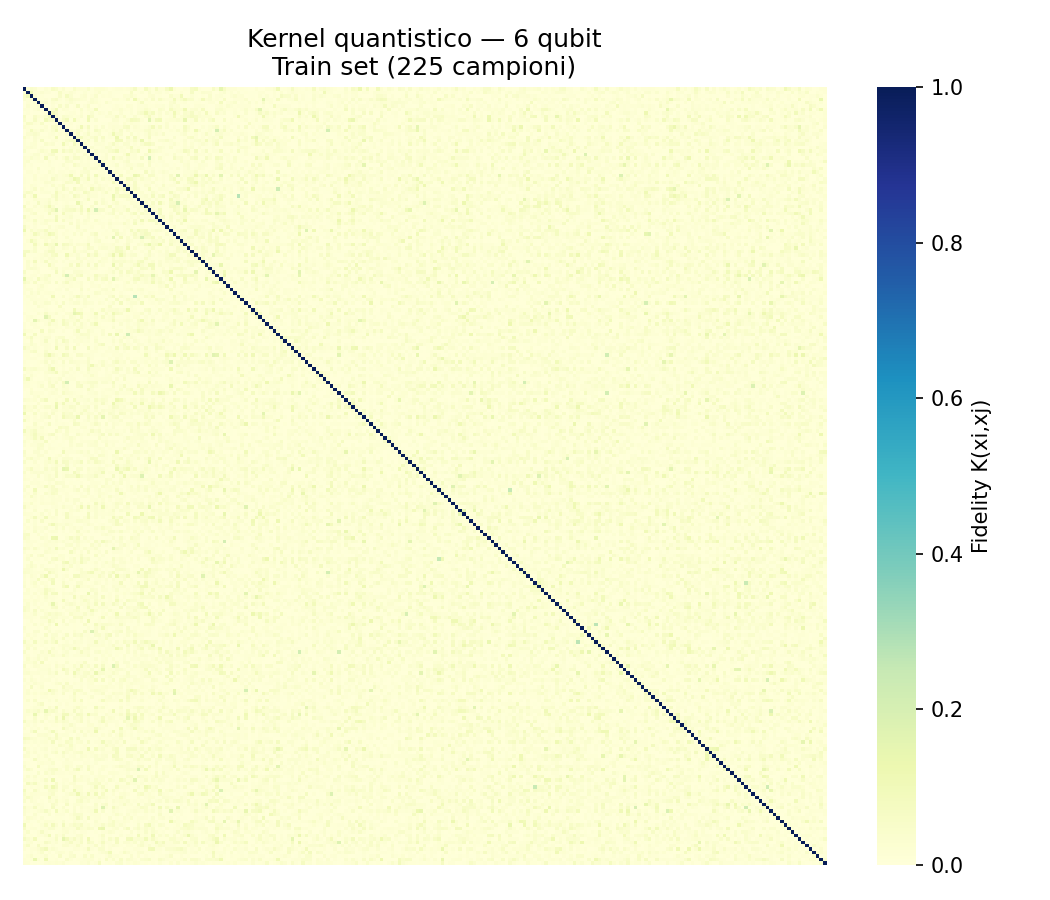 Kernel quantistico — 6 qubit
Train set (225 campioni)
1.0
0.8
0.6
0.4
0.2
0.0
Fidelity K(xi,xj)